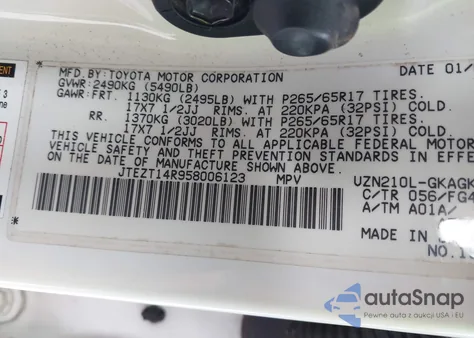 MFD.BY:TOYOTA MOTOR CORPORATION DATE 01/
GVWR:2490KG (5490LB)
GAWR:FRT. 1130KG (2495LB) WITH P265/65R17 TIRES.
17X7 1/2JJ RIMS. AT 220KPA (32PSI) COLD.
RR. 1370KG (3020LB) WITH P265/65R17 TIRES.
17X7 1/2JJ RIMS. AT 220KPA (32PSI) COLD.
THIS VEHICLE CONFORMS TO ALL APPLICABLE FEDERAL MOTOR
VEHICLE SAFETY AND THEFT PREVENTION STANDARDS IN EFFE
ON THE DATE OF MANUFACTURE SHOWN ABOVE.
JTEZT14R958006123 MPV UZN210L-GKAGK
C/TR 056/FG4
A/TM A01A/
MADE IN
NO.
3
ne
autoSnap
Pewne auta z aukcji USA i EU